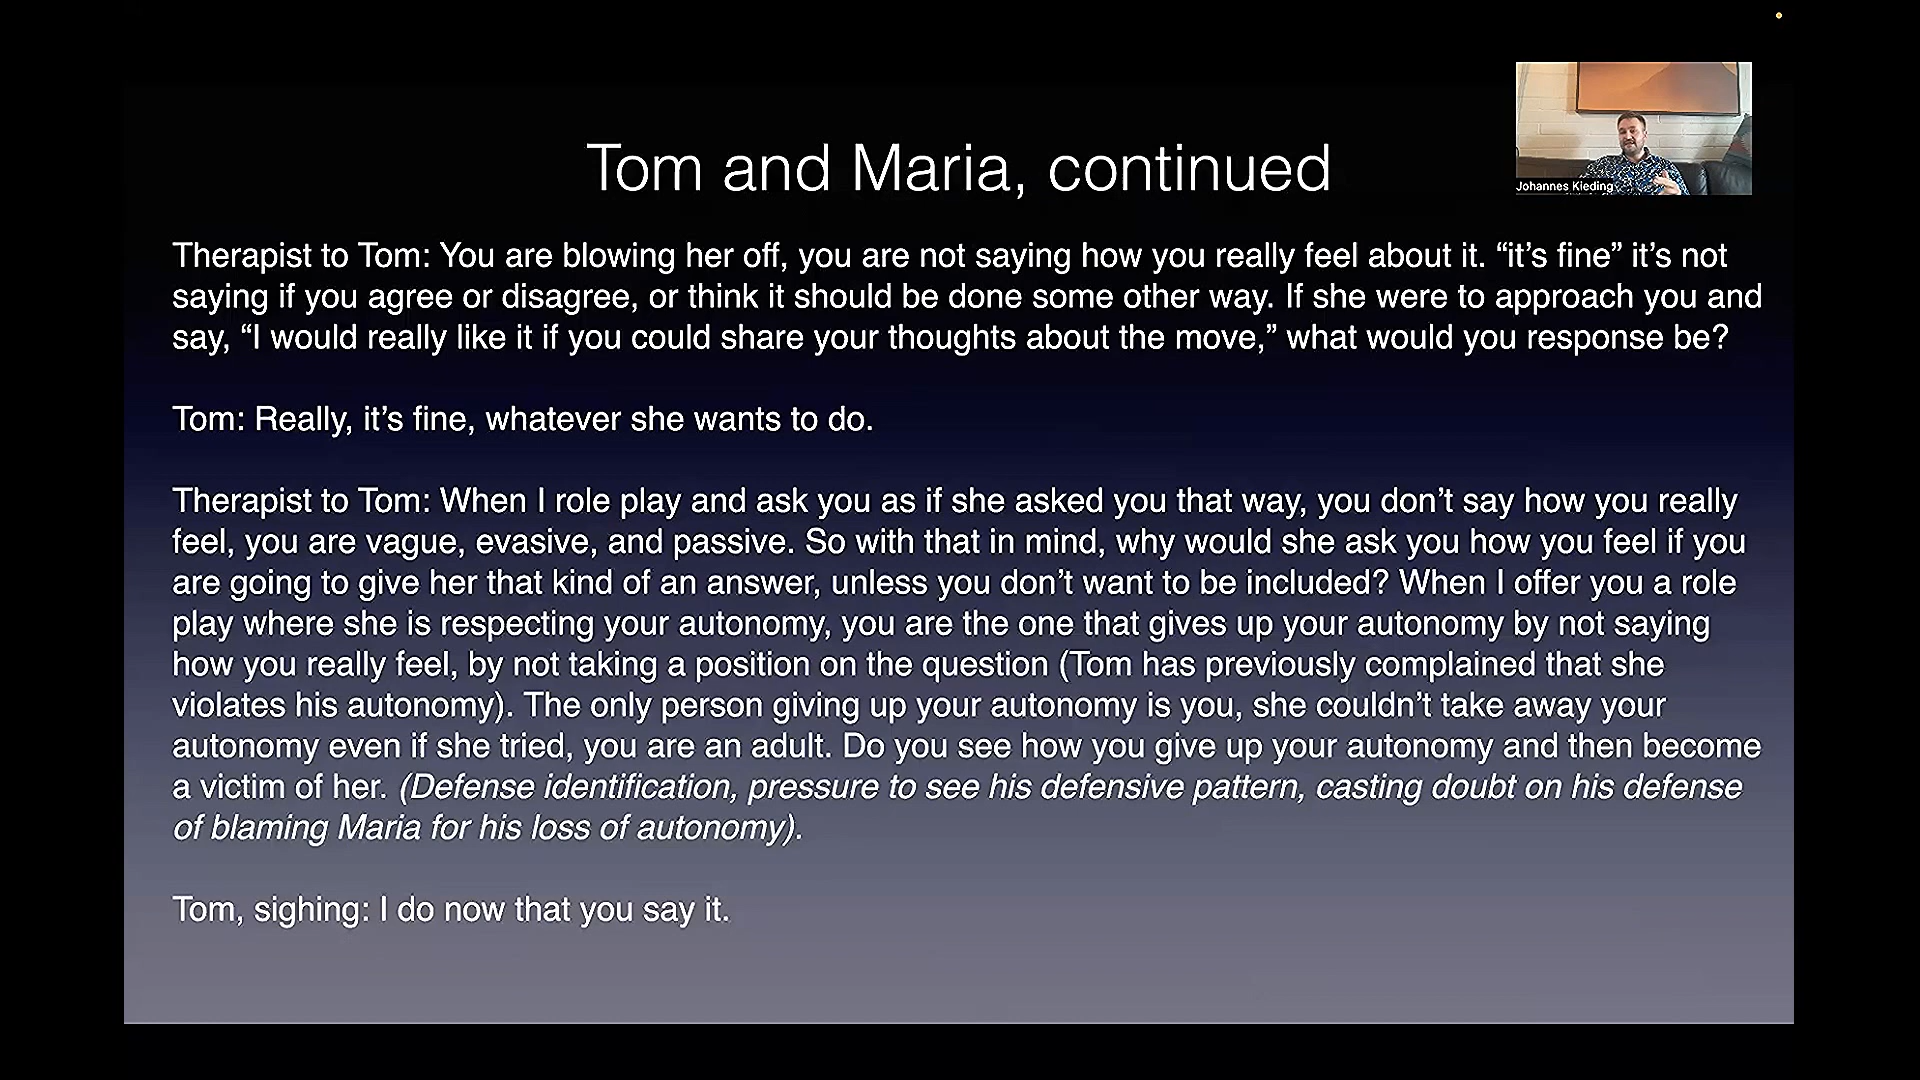 Johannes Kieding
Tom and Maria, continued
Therapist to Tom: You are blowing her off, you are not saying how you really feel about it. “it’s fine” it’s not
saying if you agree or disagree, or think it should be done some other way. If she were to approach you and
say, “I would really like it if you could share your thoughts about the move,” what would you response be?
Tom: Really, it’s fine, whatever she wants to do.
Therapist to Tom: When I role play and ask you as if she asked you that way, you don’t say how you really
feel, you are vague, evasive, and passive. So with that in mind, why would she ask you how you feel if you
are going to give her that kind of an answer, unless you don’t want to be included? When I offer you a role
play where she is respecting your autonomy, you are the one that gives up your autonomy by not saying
how you really feel, by not taking a position on the question (Tom has previously complained that she
violates his autonomy). The only person giving up your autonomy is you, she couldn’t take away your
autonomy even if she tried, you are an adult. Do you see how you give up your autonomy and then become
a victim of her. (Defense identification, pressure to see his defensive pattern, casting doubt on his defense
of blaming Maria for his loss of autonomy).
Tom, sighing: I do now that you say it.